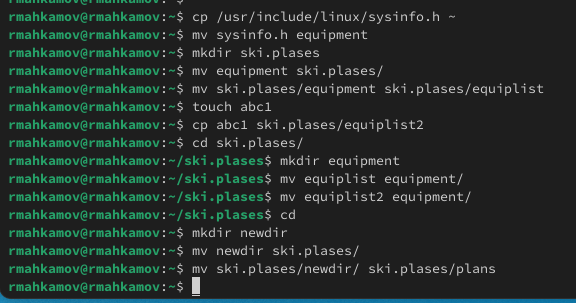 rmahkamov@rmahkamov:~$ cp /usr/include/linux/sysinfo.h ~
rmahkamov@rmahkamov:~$ mv sysinfo.h equipment
rmahkamov@rmahkamov:~$ mkdir ski.plases
rmahkamov@rmahkamov:~$ mv equipment ski.plases/
rmahkamov@rmahkamov:~$ mv ski.plases/equipment ski.plases/equiplist
rmahkamov@rmahkamov:~$ touch abc1
rmahkamov@rmahkamov:~$ cp abc1 ski.plases/equiplist2
rmahkamov@rmahkamov:~$ cd ski.plases/
rmahkamov@rmahkamov:~/ski.plases$ mkdir equipment
rmahkamov@rmahkamov:~/ski.plases$ mv equiplist equipment/
rmahkamov@rmahkamov:~/ski.plases$ mv equiplist2 equipment/
rmahkamov@rmahkamov:~/ski.plases$ cd
rmahkamov@rmahkamov:~$ mkdir newdir
rmahkamov@rmahkamov:~$ mv newdir ski.plases/
rmahkamov@rmahkamov:~$ mv ski.plases/newdir/ ski.plases/plans
rmahkamov@rmahkamov:~$